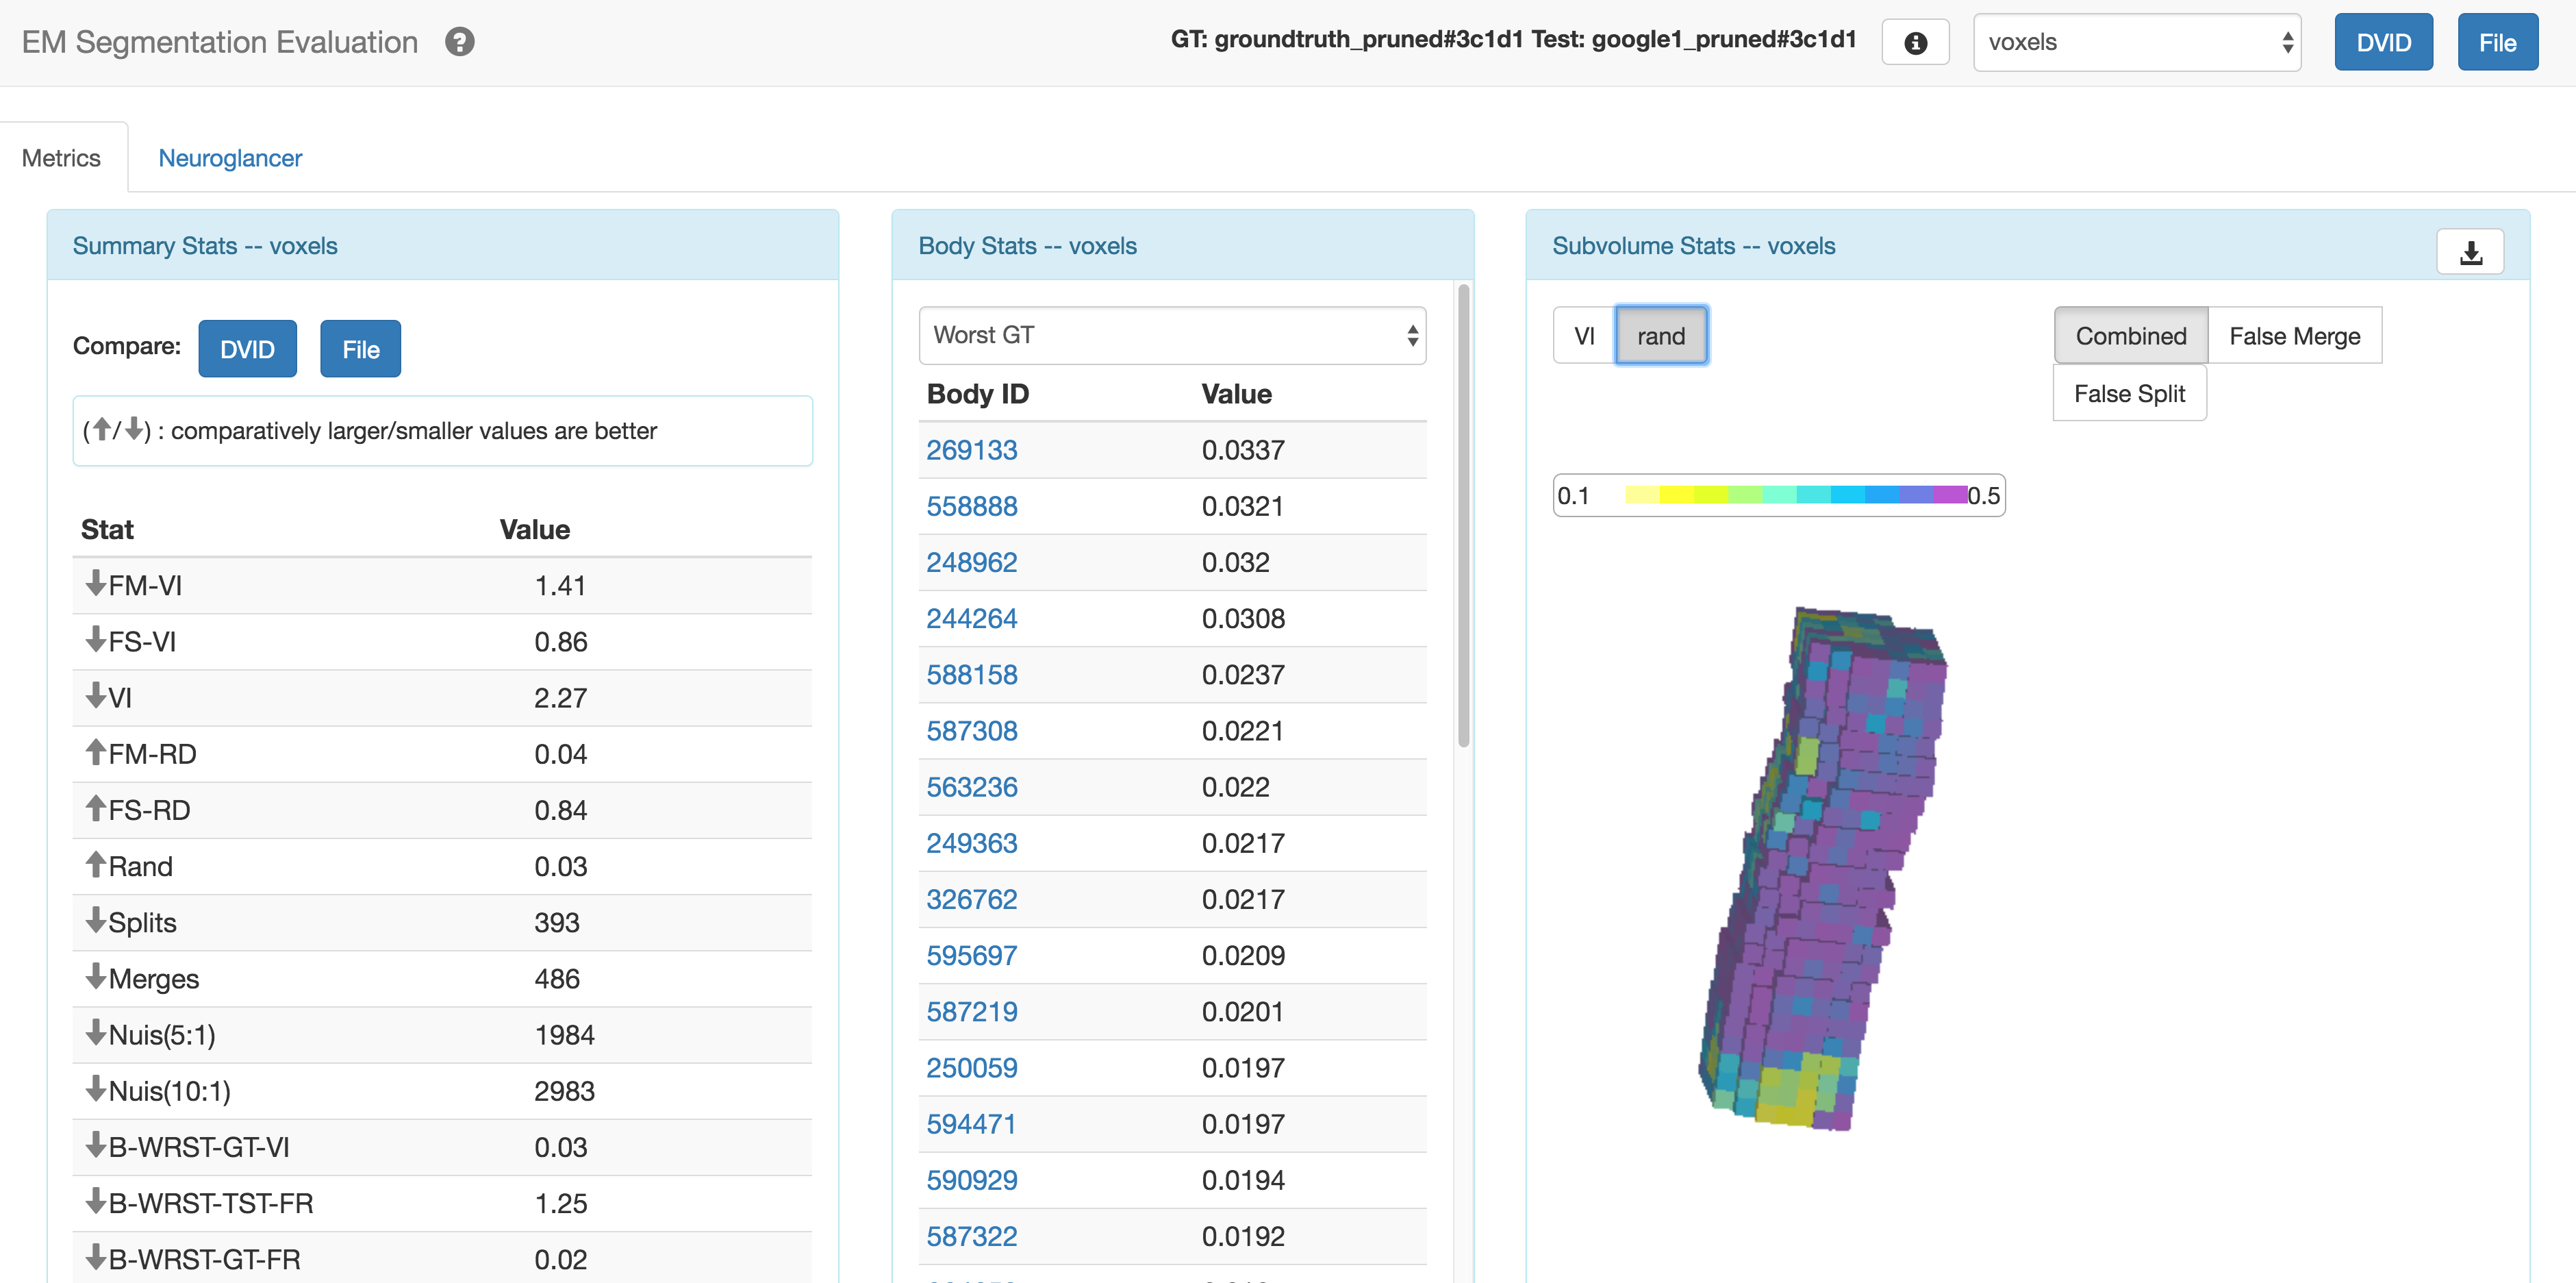 EM Segmentation Evaluation
GT: groundtruth_pruned#3c1d1 Test: google1_pruned#3c1d1
voxels
DVID
File
Metrics
Neuroglancer
Summary Stats -- voxels
Compare:
DVID
File
(↑/↓) : comparatively larger/smaller values are better
Stat Value
↓FM-VI 1.41
↓FS-VI 0.86
↓VI 2.27
↑FM-RD 0.04
↑FS-RD 0.84
↑Rand 0.03
↓Splits 393
↓Merges 486
↓Nuis(5:1) 1984
↓Nuis(10:1) 2983
↓B-WRST-GT-VI 0.03
↓B-WRST-TST-FR 1.25
↓B-WRST-GT-FR 0.02
Body Stats -- voxels
Worst GT
Body ID Value
269133 0.0337
558888 0.0321
248962 0.032
244264 0.0308
588158 0.0237
587308 0.0221
563236 0.022
249363 0.0217
326762 0.0217
595697 0.0209
587219 0.0201
250059 0.0197
594471 0.0197
590929 0.0194
587322 0.0192
Subvolume Stats -- voxels
VI
rand
Combined
False Merge
False Split
0.1 0.5